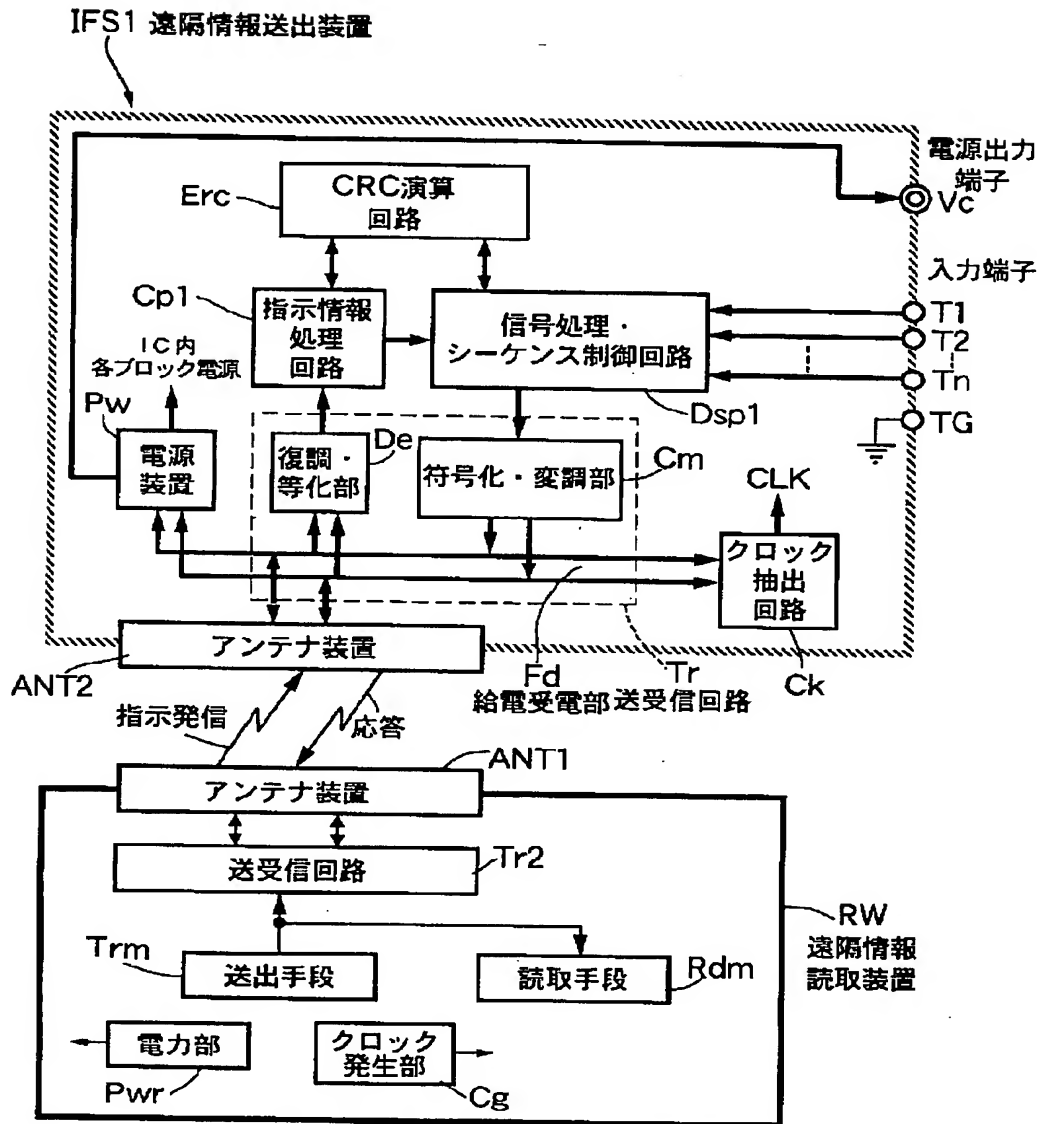 IFS1 遠隔情報送出装置
電源出力
端子
Vc
CRC演算
回路
Erc
入力端子
Cp1
指示情報
処理
回路
信号処理・
シーケンス制御回路
T1
T2
Tn
TG
Dsp1
IC内
各ブロック電源
Pw
電源
装置
De
復調・
等化部
符号化・変調部
Cm
CLK
クロック
抽出
回路
Ck
アンテナ装置
ANT2
Fd
給電受電部
Tr
送受信回路
指示発信
応答
ANT1
アンテナ装置
送受信回路
Tr2
RW
遠隔情報
読取装置
Trm
送出手段
読取手段
Rdm
電力部
Pwr
クロック
発生部
Cg